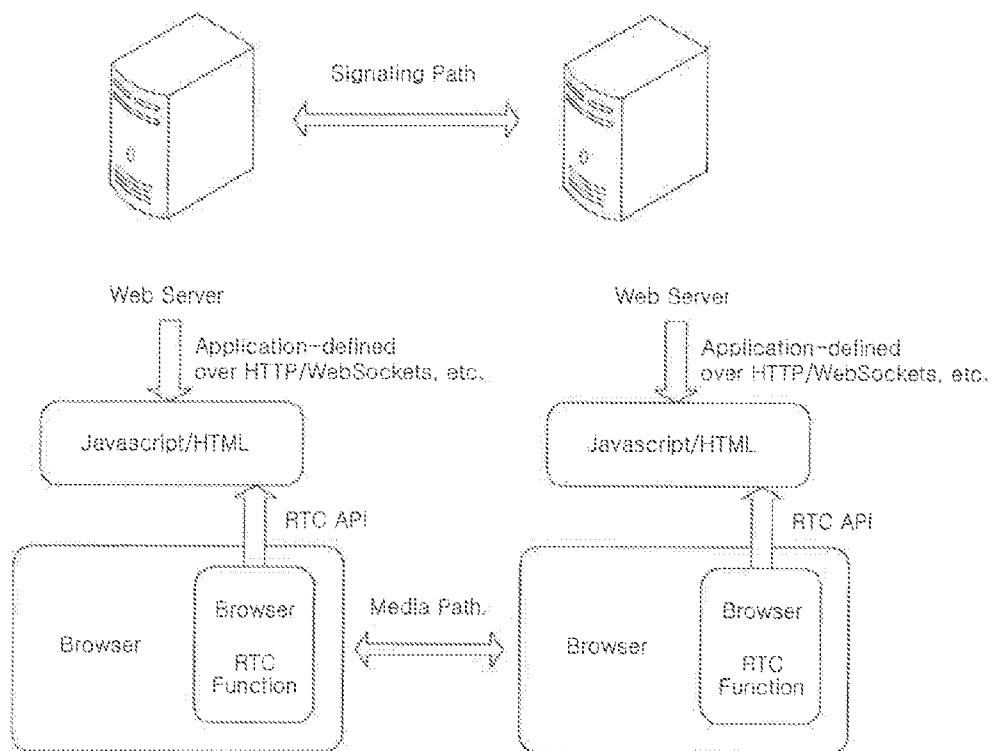 Signaling Path
Web Server
Web Server
Application-defined
over HTTP/WebSockets, etc.
Application-defined
over HTTP/WebSockets, etc.
Javascript/HTML
Javascript/HTML
RTC API
RTC API
Browser
Browser
RTC
Function
Media Path.
Browser
Browser
RTC
Function